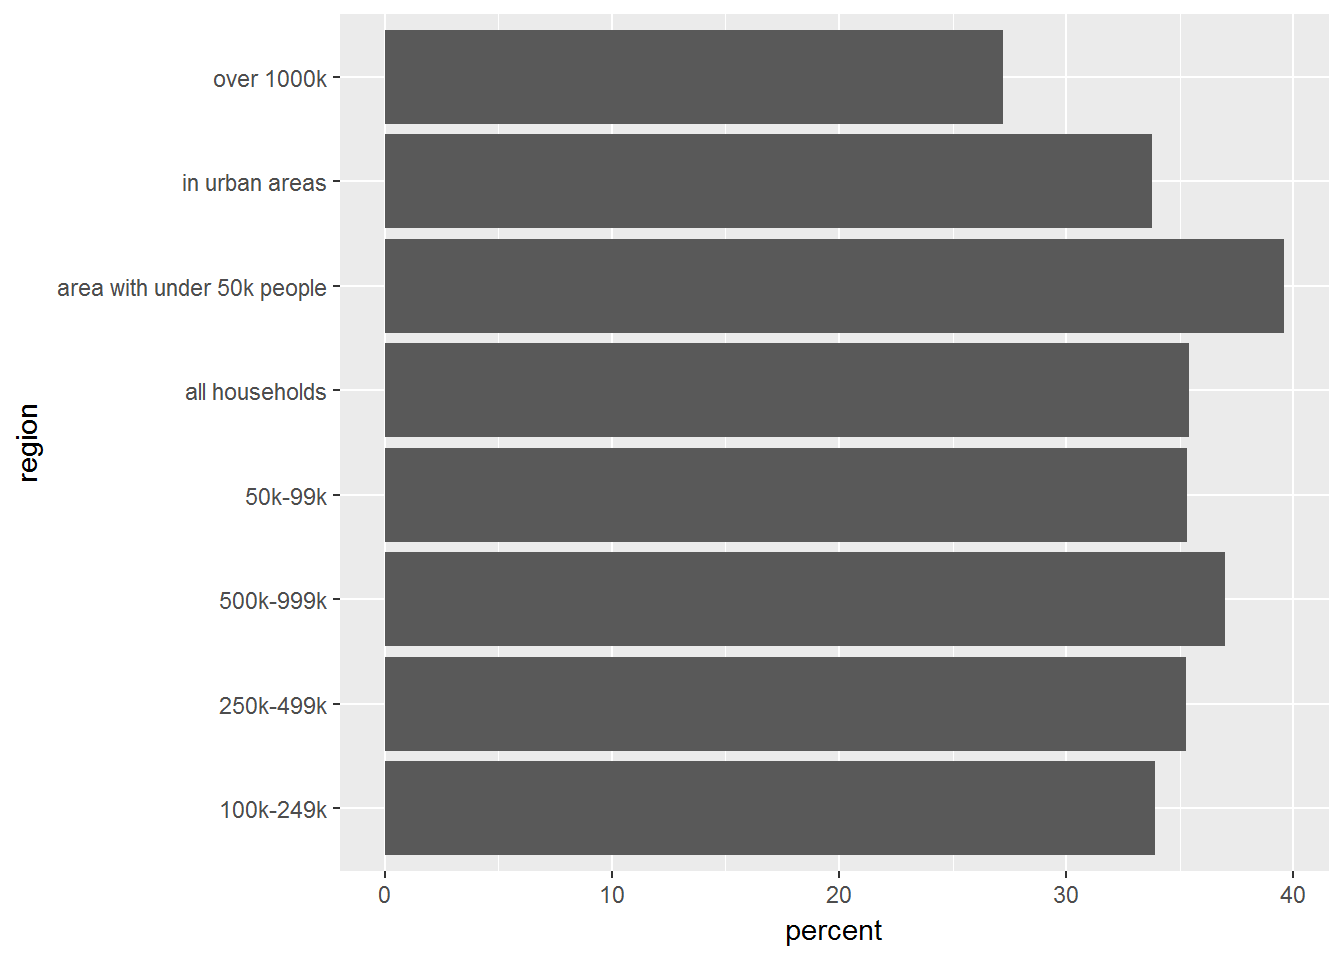 over 1000k
in urban areas
area with under 50k people
all households
50k-99k
500k-999k
250k-499k
100k-249k
region
0 10 20 30 40
percent